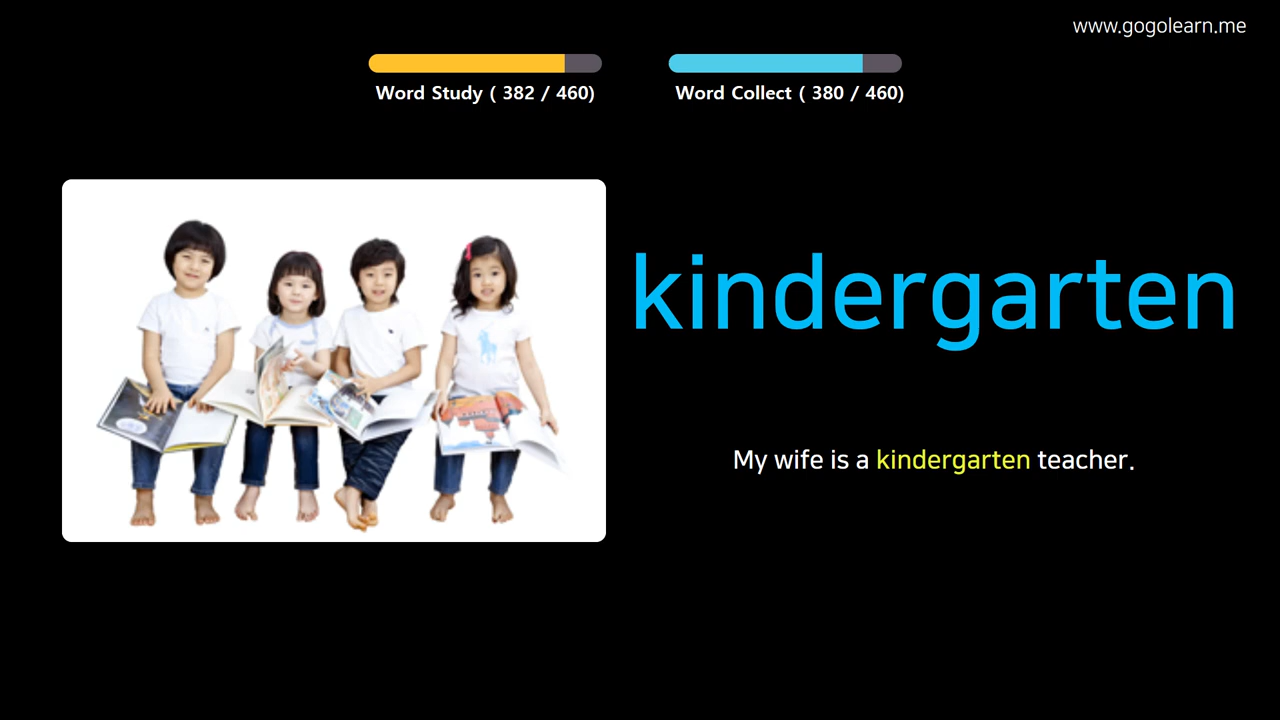 www.gogolearn.me
Word Study ( 382 / 460)
Word Collect ( 380 / 460)
kindergarten
My wife is a kindergarten teacher.